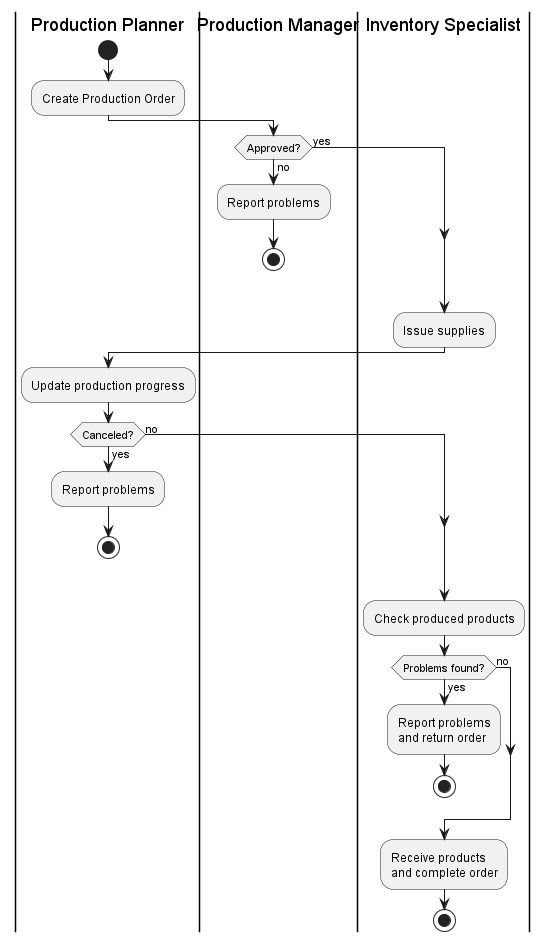 Production Planner
Production Manager
Inventory Specialist
Create Production Order
Approved?
yes
no
Report problems
Issue supplies
Update production progress
Canceled?
no
yes
Report problems
Check produced products
Problems found?
no
yes
Report problems
and return order
Receive products
and complete order